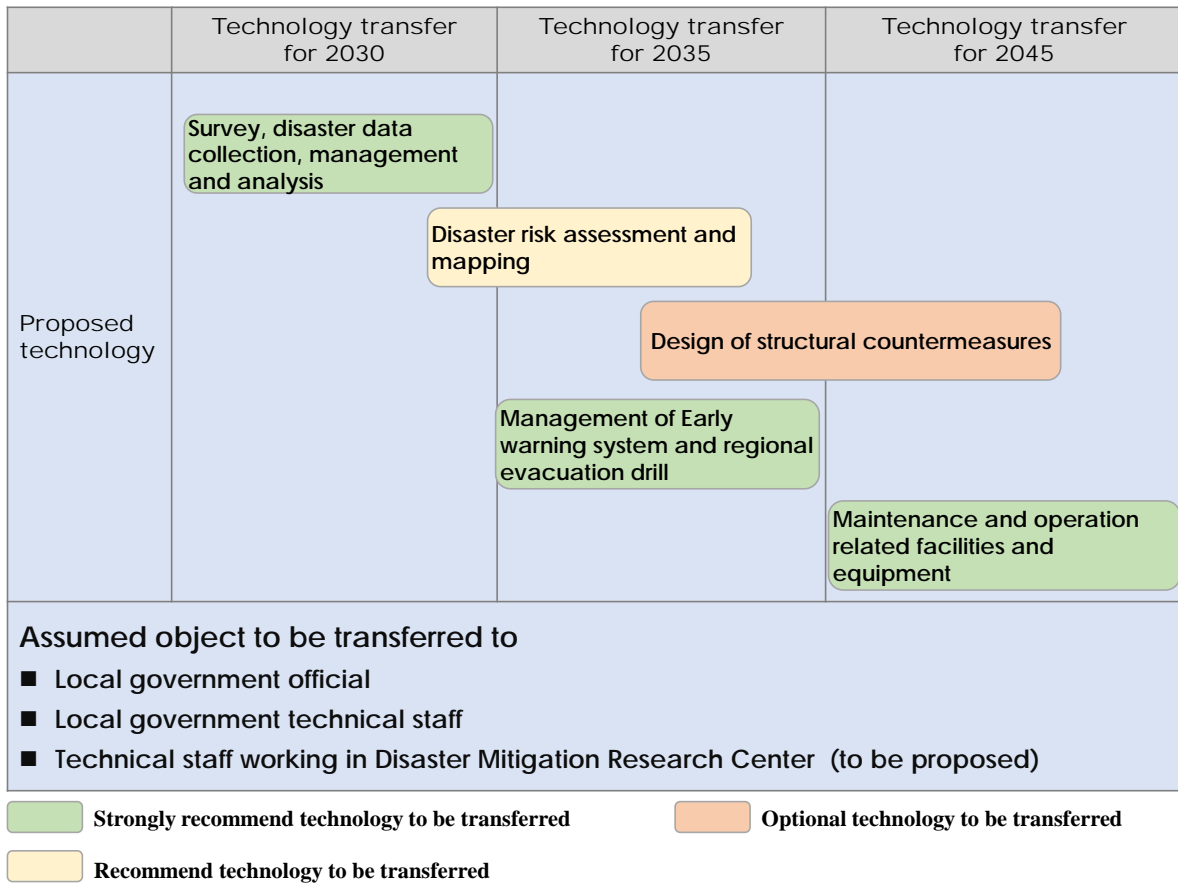 Technology transfer
for 2030
Technology transfer
for 2035
Technology transfer
for 2045
Proposed
technology
Survey, disaster data
collection, management
and analysis
Disaster risk assessment and
mapping
Design of structural countermeasures
Management of Early
warning system and regional
evacuation drill
Maintenance and operation
related facilities and
equipment
Assumed object to be transferred to
■ Local government official
■ Local government technical staff
■ Technical staff working in Disaster Mitigation Research Center (to be proposed)
Strongly recommend technology to be transferred
Optional technology to be transferred
Recommend technology to be transferred